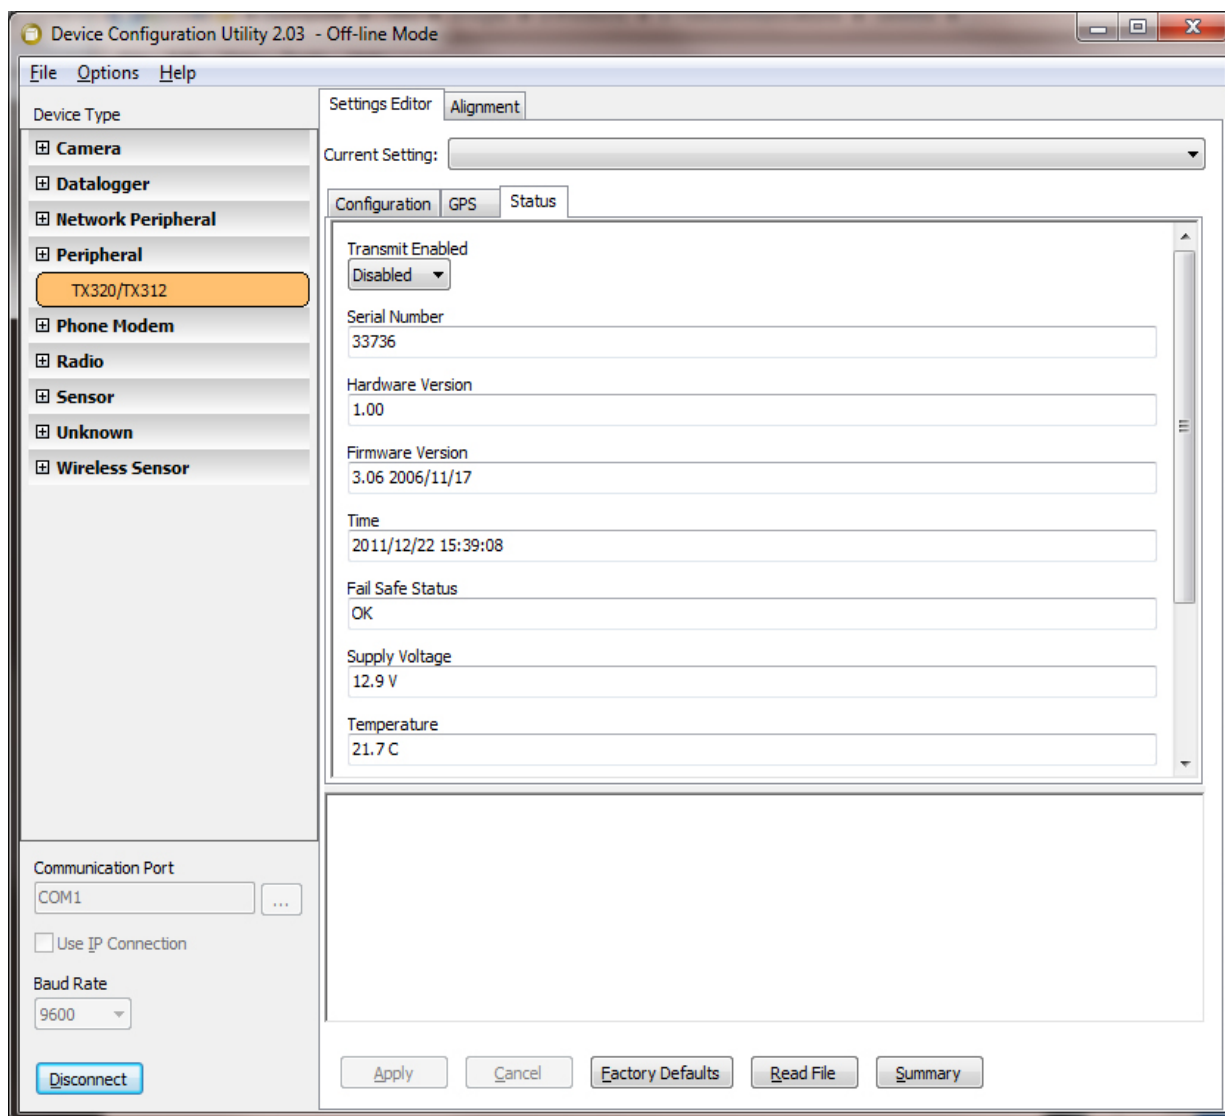 Device Configuration Utility 2.03 - Off-line Mode
File Options Help
Device Type
Camera
Datalogger
Network Peripheral
Peripheral
TX320/TX312
Phone Modem
Radio
Sensor
Unknown
Wireless Sensor
Communication Port
COM1
...
Use IP Connection
Baud Rate
9600
Disconnect
Settings Editor Alignment
Current Setting:
Configuration GPS Status
Transmit Enabled
Disabled
Serial Number
33736
Hardware Version
1.00
Firmware Version
3.06 2006/11/17
Time
2011/12/22 15:39:08
Fail Safe Status
OK
Supply Voltage
12.9 V
Temperature
21.7 C
Apply Cancel Factory Defaults Read File Summary